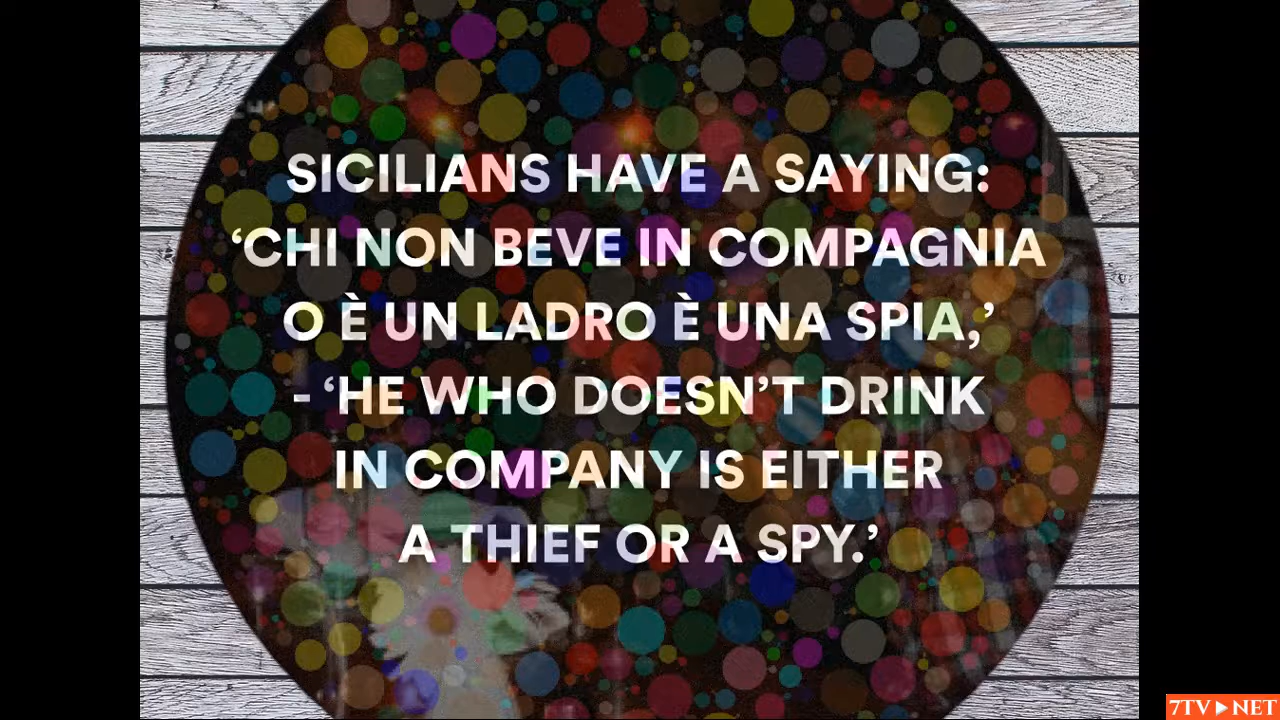 SICILIANS HAVE A SAYING:
‘CHI NON BEVE IN COMPAGNIA
O È UN LADRO È UNA SPIA,’
- ‘HE WHO DOESN’T DRINK
IN COMPANY IS EITHER
A THIEF OR A SPY.’
7TV▶NET